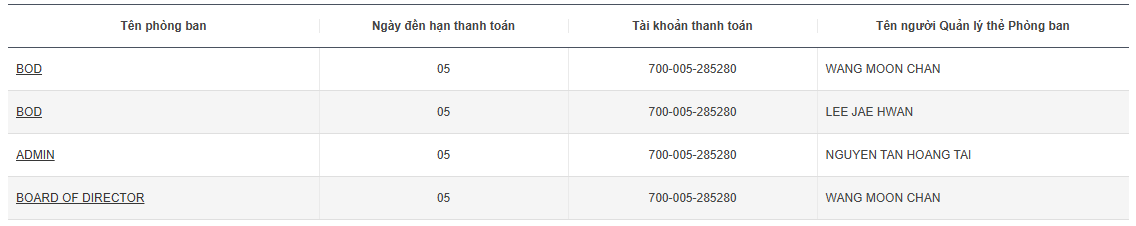 Tên phòng ban Ngày đến hạn thanh toán Tài khoản thanh toán Tên người Quản lý thẻ Phòng ban
BOD 05 700-005-285280 WANG MOON CHAN
BOD 05 700-005-285280 LEE JAE HWAN
ADMIN 05 700-005-285280 NGUYEN TAN HOANG TAI
BOARD OF DIRECTOR 05 700-005-285280 WANG MOON CHAN